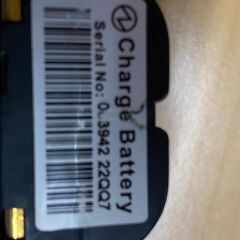 Charge Battery
Serial No: 0.3942 22QQ7